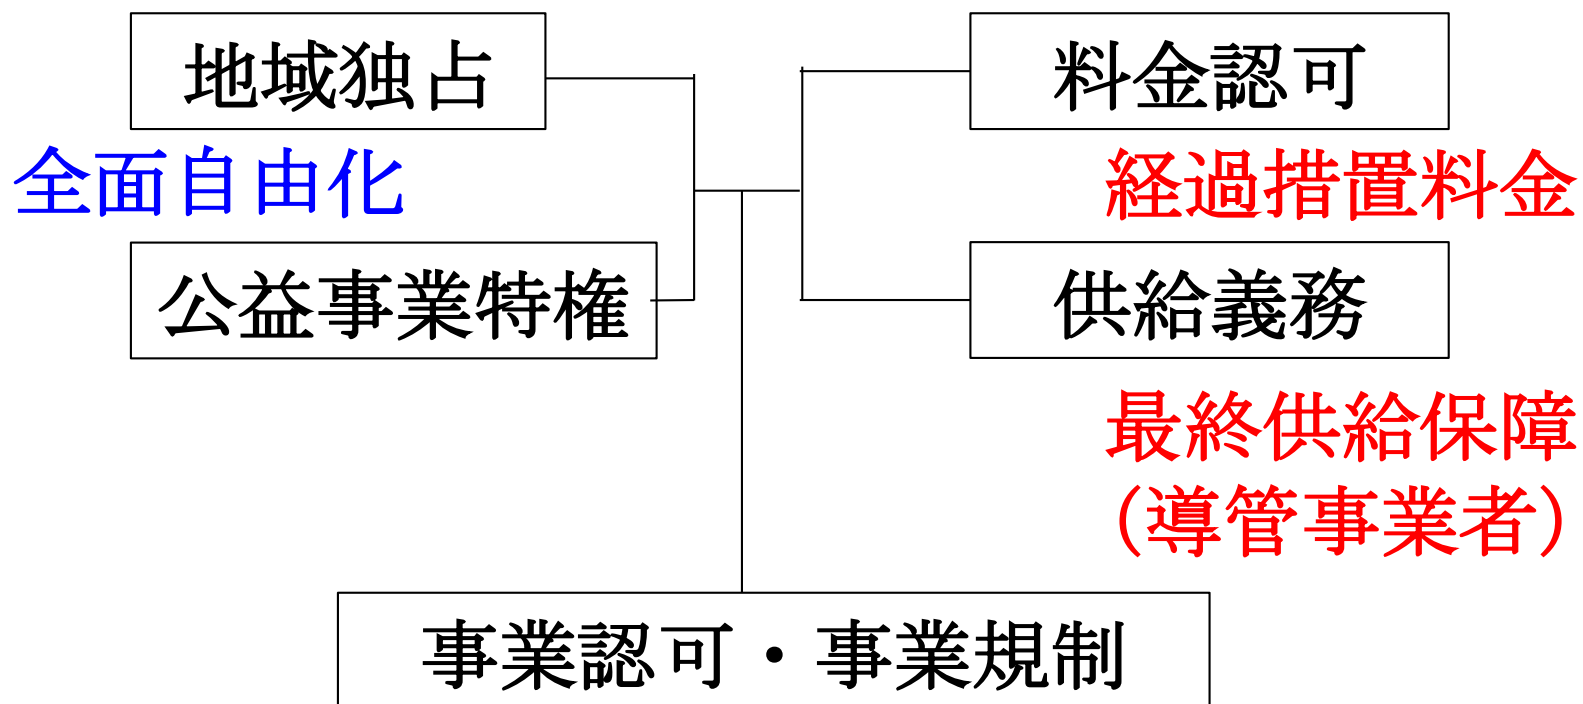 地域独占
料金認可
全面自由化
経過措置料金
公益事業特権
供給義務
最終供給保障
（導管事業者）
事業認可・事業規制